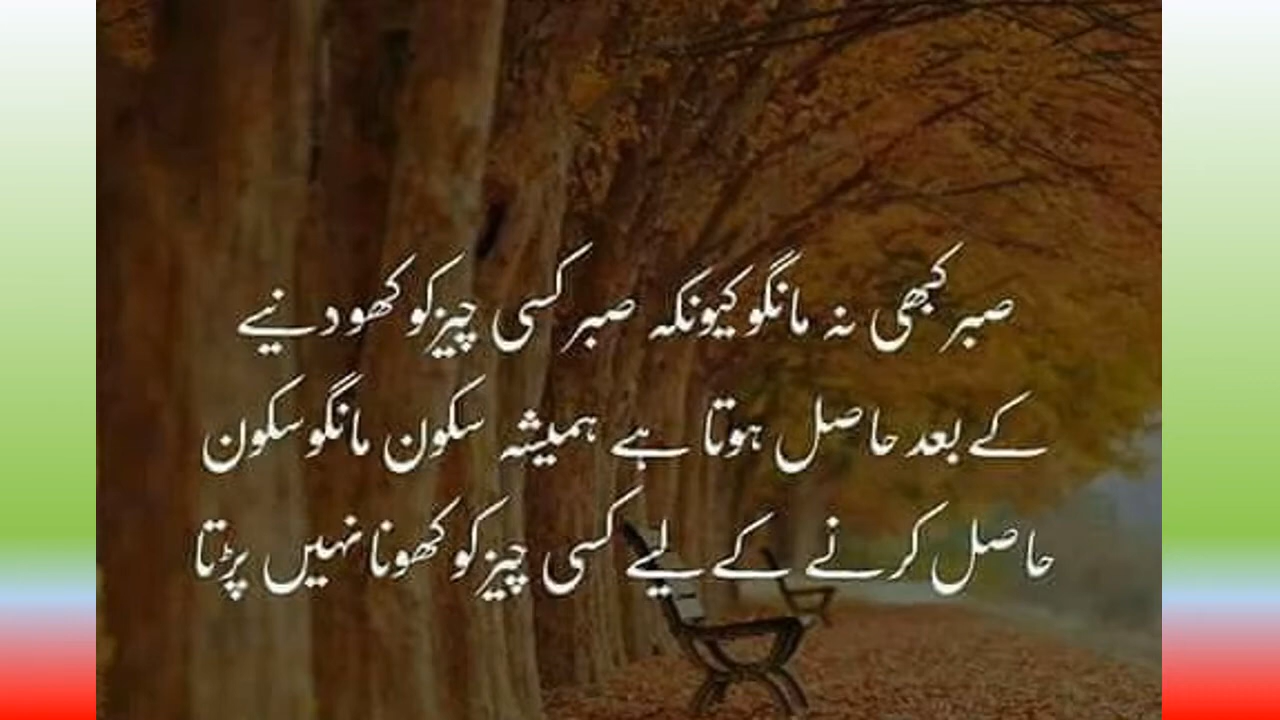 صبر کبھی نہ مانگو کیونکہ صبر کسی چیز کو کھو دنیے
کے بعد حاصل ہوتا ہے ہمیشہ سکون مانگو سکون
حاصل کرنے کے لیے کسی چیز کو کھونا نہیں پڑتا